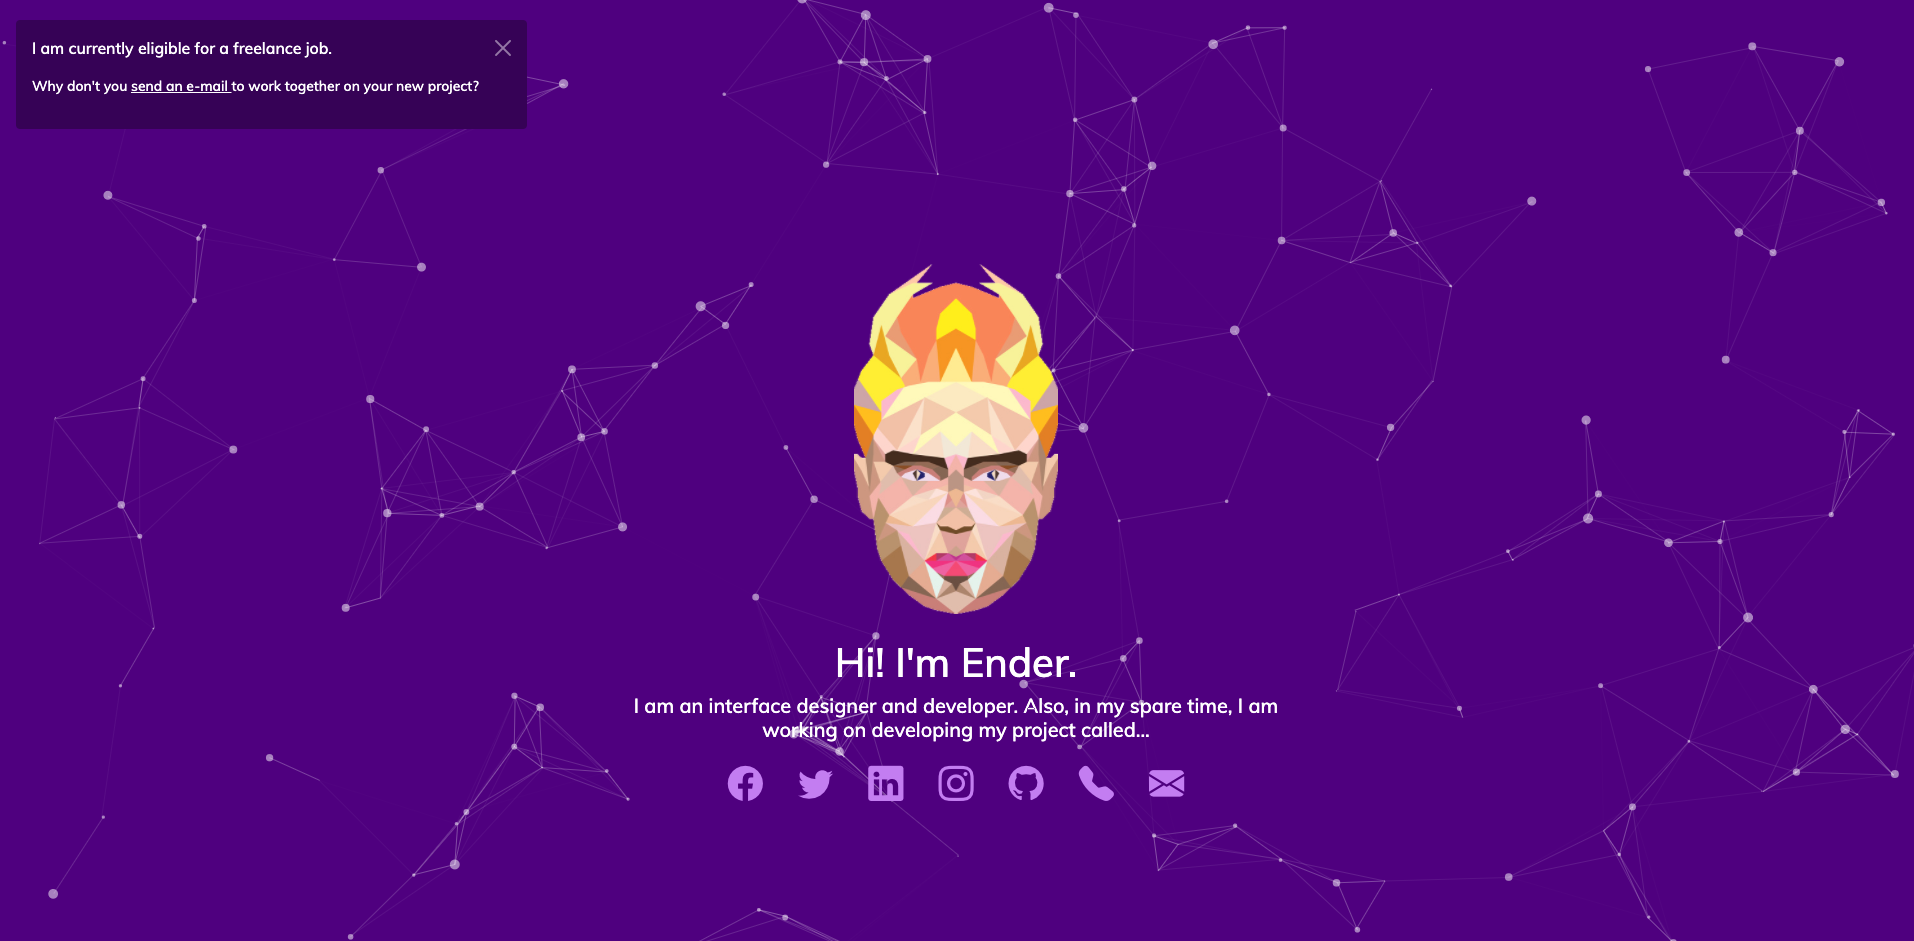 I am currently eligible for a freelance job.
Why don't you send an e-mail to work together on your new project?
Hi! I'm Ender.
I am an interface designer and developer. Also, in my spare time, I am
working on developing my project called...